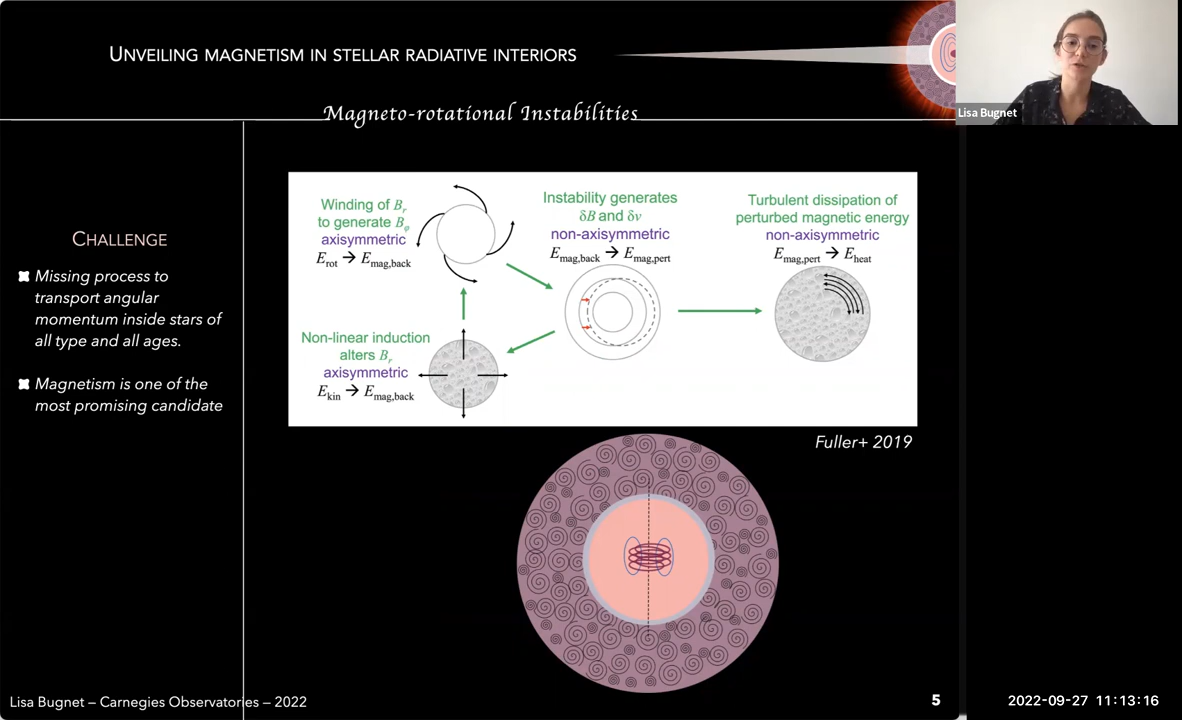 UNVEILING MAGNETISM IN STELLAR RADIATIVE INTERIORS
Lisa Bugnet
Magneto-rotational Instabilities
CHALLENGE
Missing process to
transport angular
momentum inside stars of
all type and all ages.
Magnetism is one of the
most promising candidate
Winding of Br
to generate Bφ
axisymmetric
Erot → Emag,back
Instability generates
δB and δv
non-axisymmetric
Emag,back → Emag,pert
Turbulent dissipation of
perturbed magnetic energy
non-axisymmetric
Emag,pert → Eheat
Non-linear induction
alters Br
axisymmetric
Ekin → Emag,back
Fuller+ 2019
Lisa Bugnet – Carnegies Observatories – 2022
5
2022-09-27 11:13:16